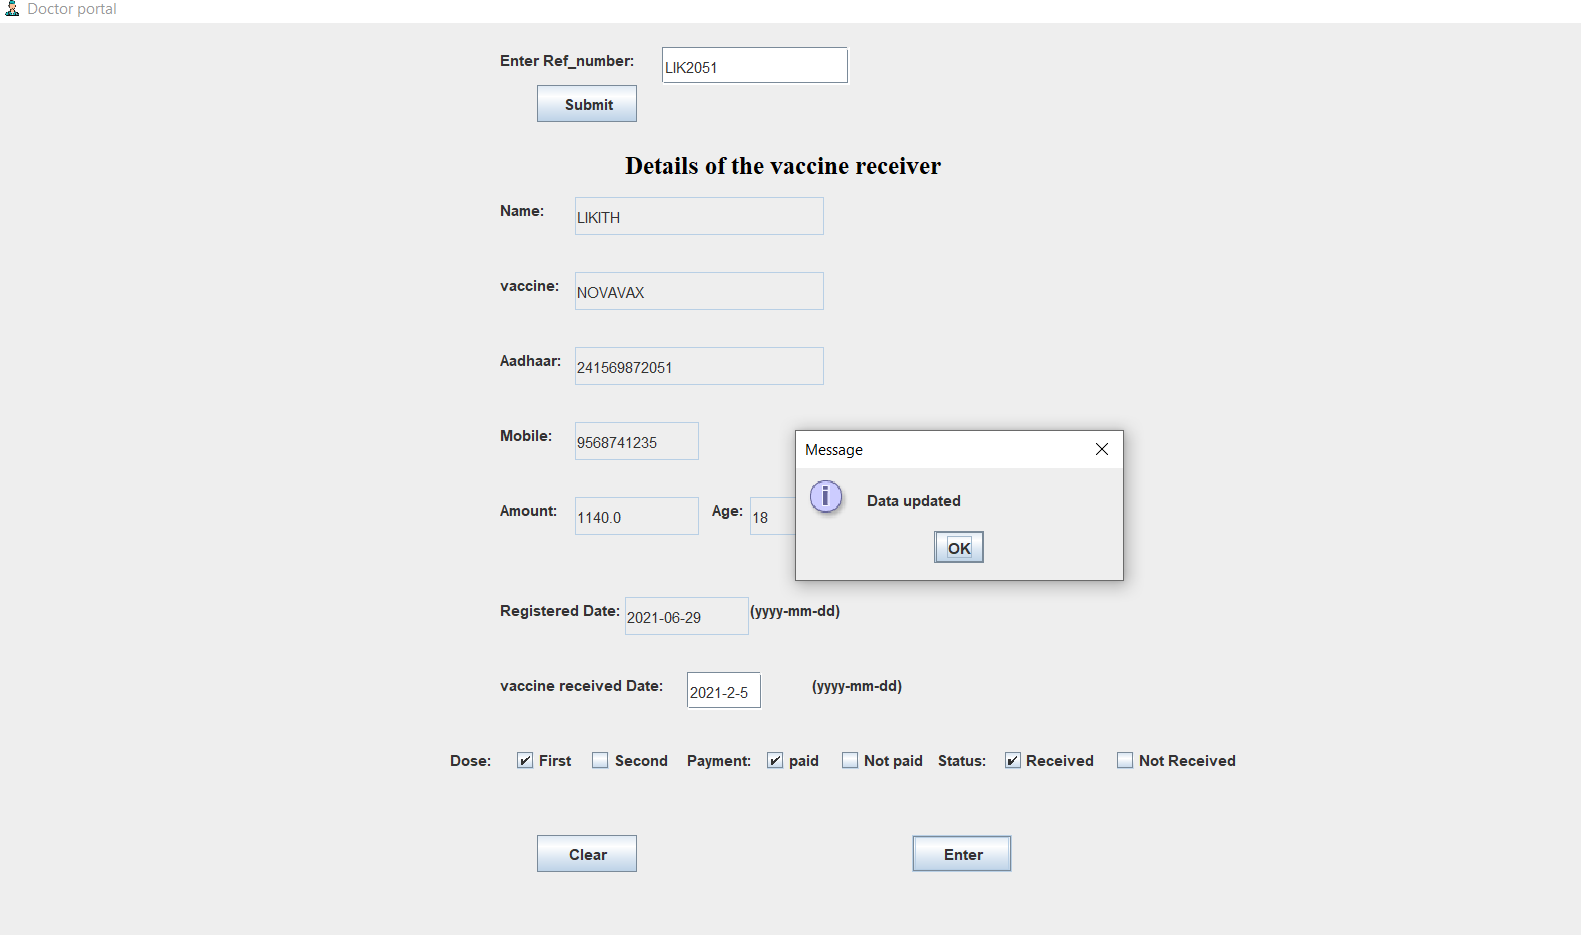 Doctor portal
Enter Ref_number: LIK2051
Submit
Details of the vaccine receiver
Name: LIKITH
vaccine: NOVAVAX
Aadhaar: 241569872051
Mobile: 9568741235
Message
Data updated
OK
Amount: 1140.0 Age: 18
Registered Date: 2021-06-29 (yyyy-mm-dd)
vaccine received Date: 2021-2-5 (yyyy-mm-dd)
Dose: First Second Payment: paid Not paid Status: Received Not Received
Clear Enter